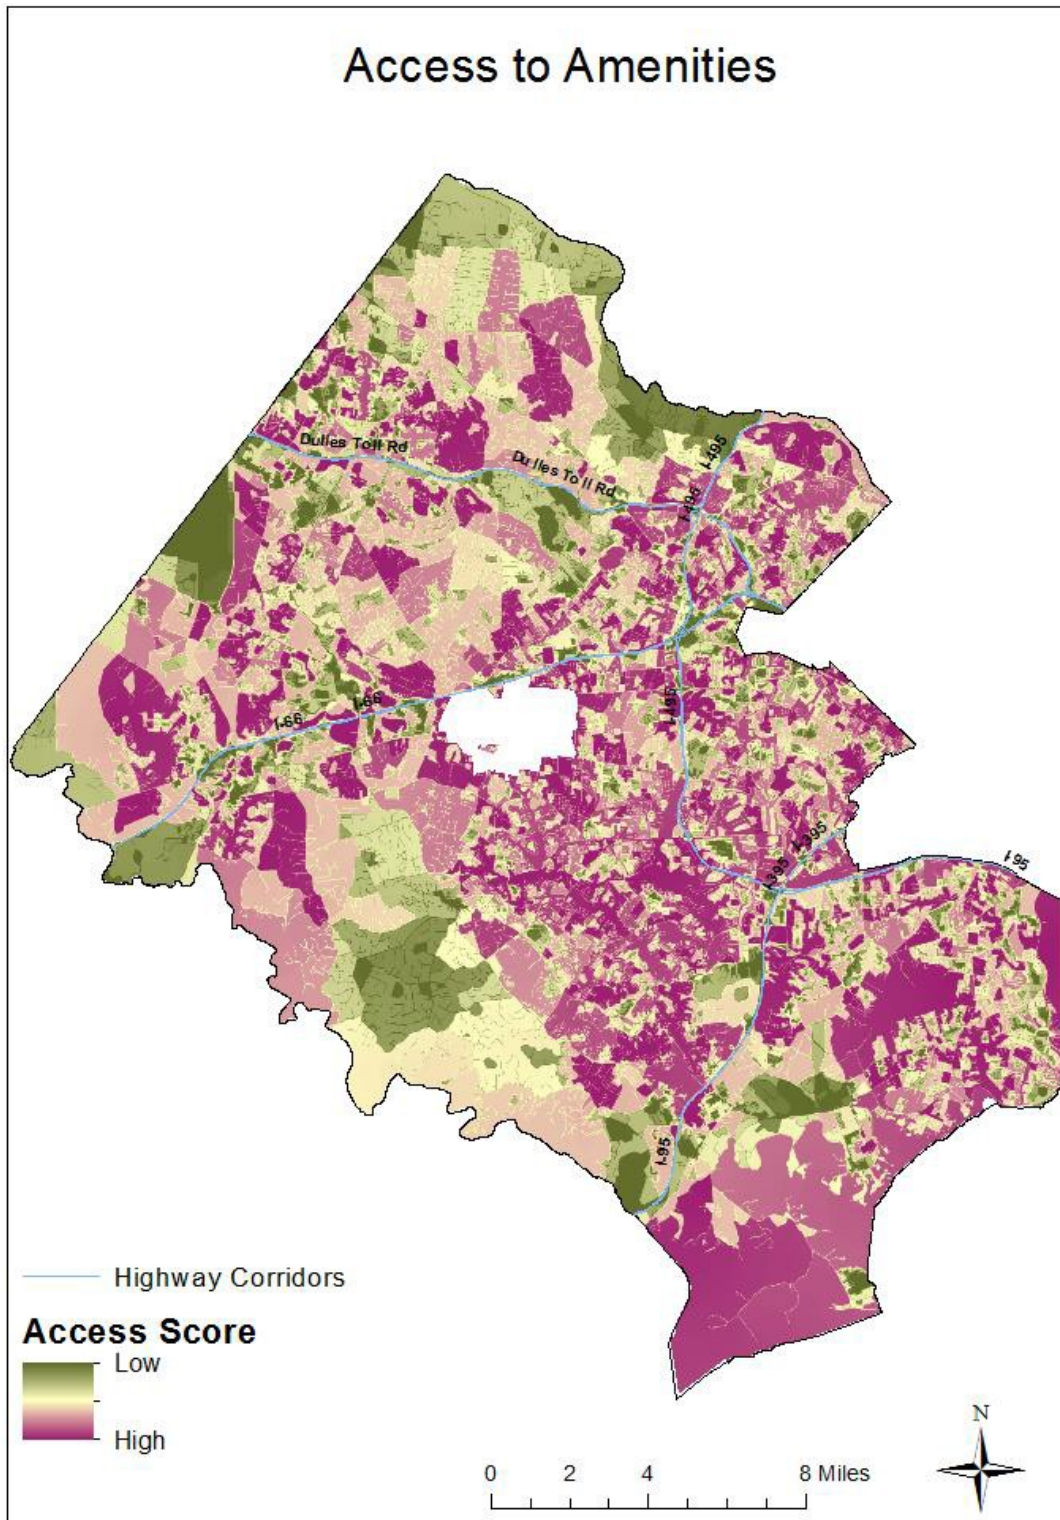 Access to Amenities
I-495
Dulles Toll Rd
Dulles Toll Rd
I-495
I-495
I-66
I-66
I-395
I-395
I-95
I-95
Highway Corridors
Access Score
Low
High
N
0 2 4 8 Miles